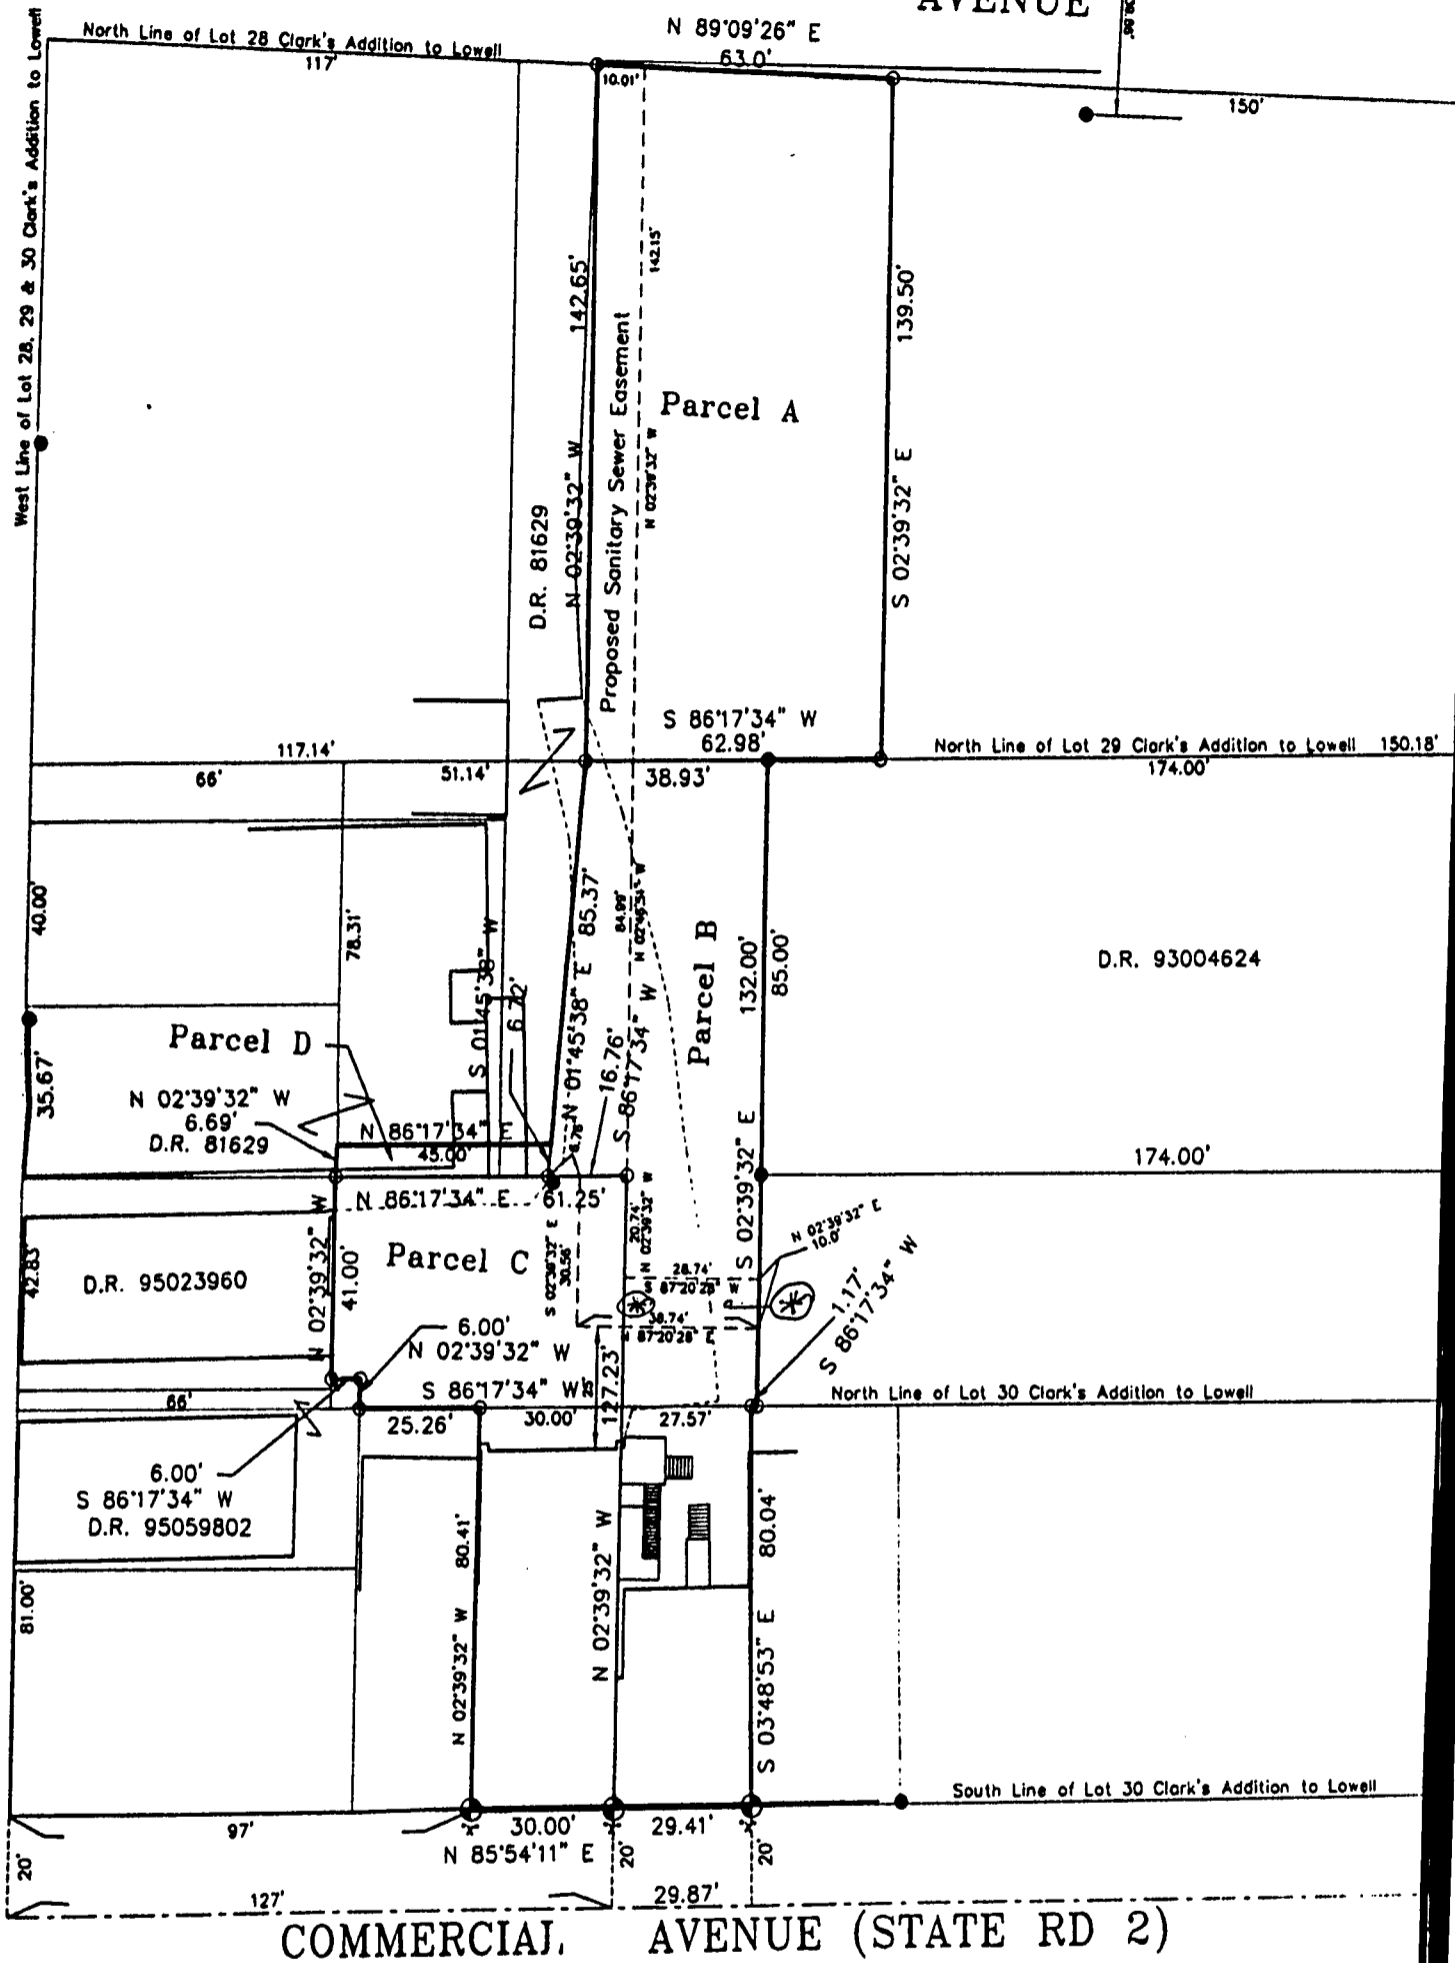 AVENUE
N 89°09'26" E
63.0'
North Line of Lot 28 Clark's Addition to Lowell
117'
10.01'
150'
West Line of Lot 28, 29 & 30 Clark's Addition to Lowell
142.65'
N 02°39'32" W
D.R. 81629
Proposed Sanitary Sewer Easement
142.15'
N 02°39'32" W
Parcel A
139.50'
S 02°39'32" E
S 86°17'34" W
62.98'
North Line of Lot 29 Clark's Addition to Lowell 150.18'
174.00'
117.14'
66'
51.14'
38.93'
40.00'
78.31'
35.67'
S 01°45'38" W
6.72'
N 01°45'38" E 85.37'
84.99'
16.76'
S 86°17'34" W
Parcel B
132.00'
85.00'
D.R. 93004624
S 02°39'32" E
174.00'
Parcel D
N 02°39'32" W
6.69'
D.R. 81629
N 86°17'34" E
45.00'
N 86°17'34" E 61.25'
Parcel C
D.R. 95023960
42.83'
N 02°39'32" W
41.00'
S 02°39'32" E
30.56'
20.74'
N 02°39'32" W
28.74'
87°20'28"
38.74'
N 87°20'28" E
N 02°39'32" E
10.0'
1.17'
S 86°17'34" W
6.00'
N 02°39'32" W
S 86°17'34" W
25'
127.23'
North Line of Lot 30 Clark's Addition to Lowell
66'
25.26'
30.00'
27.57'
6.00'
S 86°17'34" W
D.R. 95059802
81.00'
80.41'
N 02°39'32" W
N 02°39'32" W
80.04'
S 03°48'53" E
South Line of Lot 30 Clark's Addition to Lowell
97'
30.00'
29.41'
N 85°54'11" E
20'
20'
20'
127'
29.87'
COMMERCIAL AVENUE (STATE RD 2)